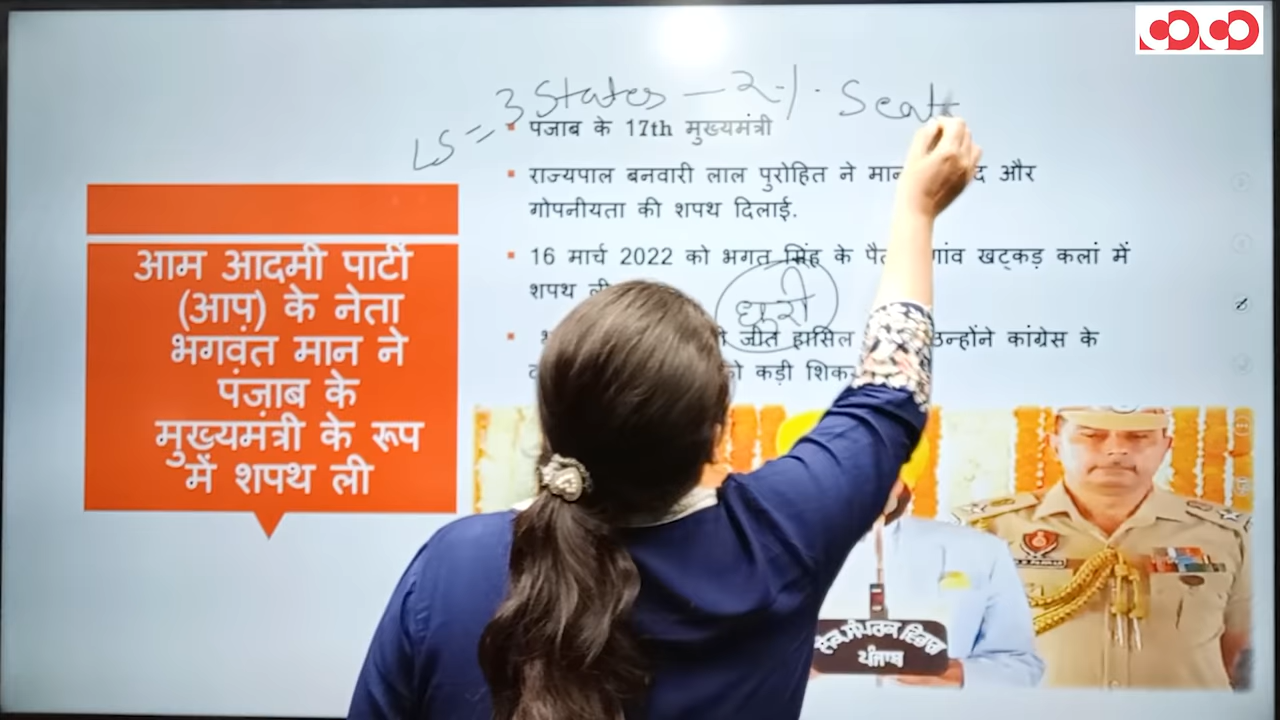 LS = 3 States – 2% Seat
पंजाब के 17th मुख्यमंत्री
राज्यपाल बनवारी लाल पुरोहित ने मान और
गोपनीयता की शपथ दिलाई.
16 मार्च 2022 को भगत सिंह के गांव खट्कड़ कलां में
शपथ
धूरी
जीत हासिल उन्होंने कांग्रेस के
को कड़ी
आम आदमी पार्टी
(आप) के नेता
भगवंत मान ने
पंजाब के
मुख्यमंत्री के रूप
में शपथ ली
ਲੋਕ ਸੰਪਰਕ ਵਿਭਾਗ
ਪੰਜਾਬ